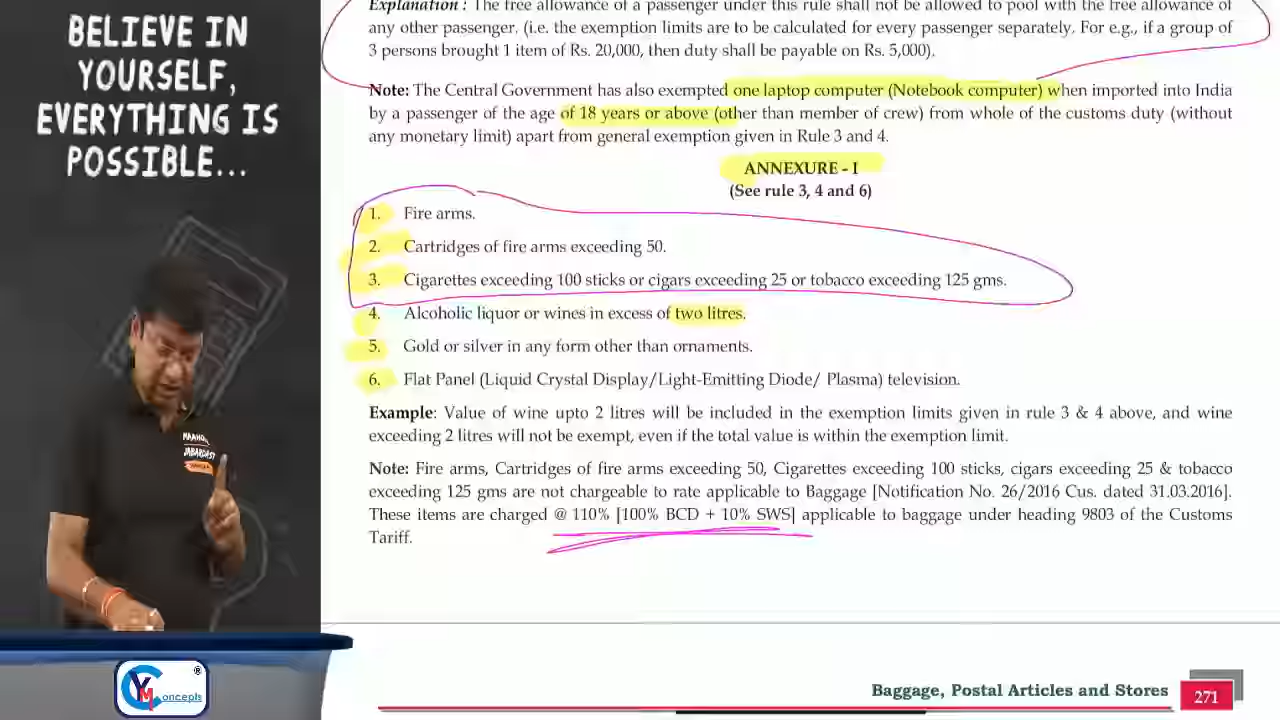 BELIEVE IN
YOURSELF,
EVERYTHING IS
POSSIBLE...
Explanation : The free allowance of a passenger under this rule shall not be allowed to pool with the free allowance of
any other passenger. (i.e. the exemption limits are to be calculated for every passenger separately. For e.g., if a group of
3 persons brought 1 item of Rs. 20,000, then duty shall be payable on Rs. 5,000).
Note: The Central Government has also exempted one laptop computer (Notebook computer) when imported into India
by a passenger of the age of 18 years or above (other than member of crew) from whole of the customs duty (without
any monetary limit) apart from general exemption given in Rule 3 and 4.
ANNEXURE - I
(See rule 3, 4 and 6)
1. Fire arms.
2. Cartridges of fire arms exceeding 50.
3. Cigarettes exceeding 100 sticks or cigars exceeding 25 or tobacco exceeding 125 gms.
4. Alcoholic liquor or wines in excess of two litres.
5. Gold or silver in any form other than ornaments.
6. Flat Panel (Liquid Crystal Display/Light-Emitting Diode/ Plasma) television.
Example: Value of wine upto 2 litres will be included in the exemption limits given in rule 3 & 4 above, and wine
exceeding 2 litres will not be exempt, even if the total value is within the exemption limit.
Note: Fire arms, Cartridges of fire arms exceeding 50, Cigarettes exceeding 100 sticks, cigars exceeding 25 & tobacco
exceeding 125 gms are not chargeable to rate applicable to Baggage [Notification No. 26/2016 Cus. dated 31.03.2016].
These items are charged @ 110% [100% BCD + 10% SWS] applicable to baggage under heading 9803 of the Customs
Tariff.
JABARDAST
YM Concepts ®
Baggage, Postal Articles and Stores 271